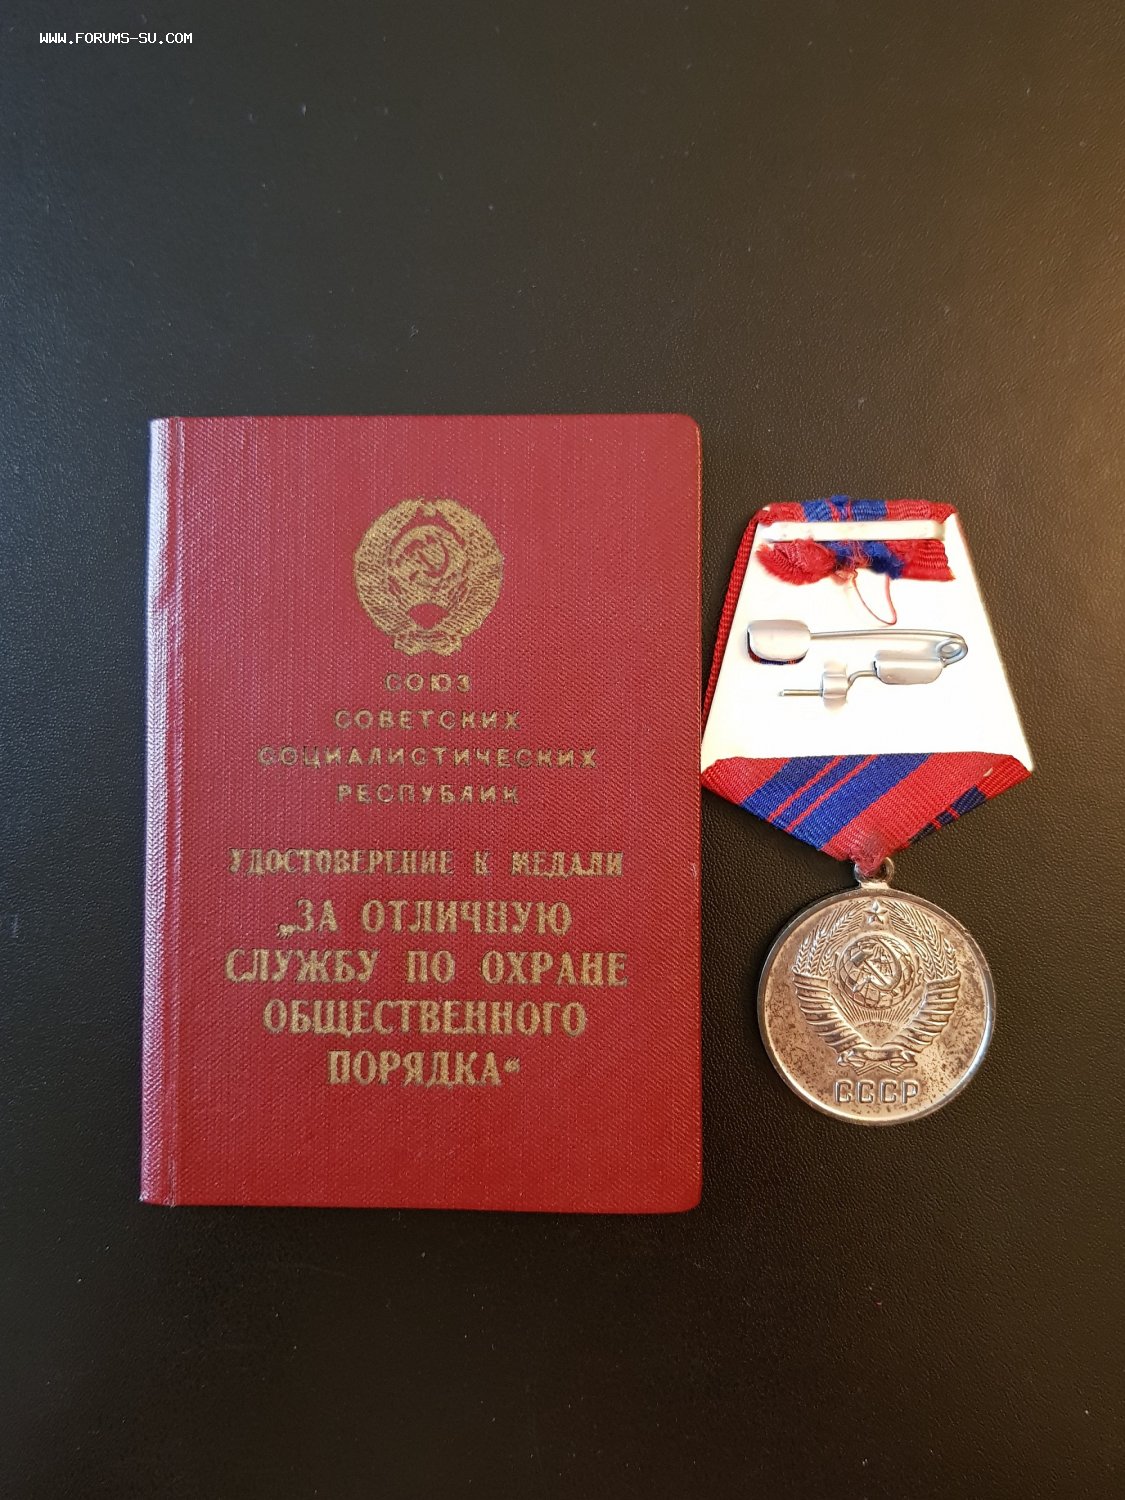 WWW.FORUMS-SU.COM
СОЮЗ
СОВЕТСКИХ
СОЦИАЛИСТИЧЕСКИХ
РЕСПУБЛИК
УДОСТОВЕРЕНИЕ К МЕДАЛИ
„ЗА ОТЛИЧНУЮ
СЛУЖБУ ПО ОХРАНЕ
ОБЩЕСТВЕННОГО
ПОРЯДКА“
СССР